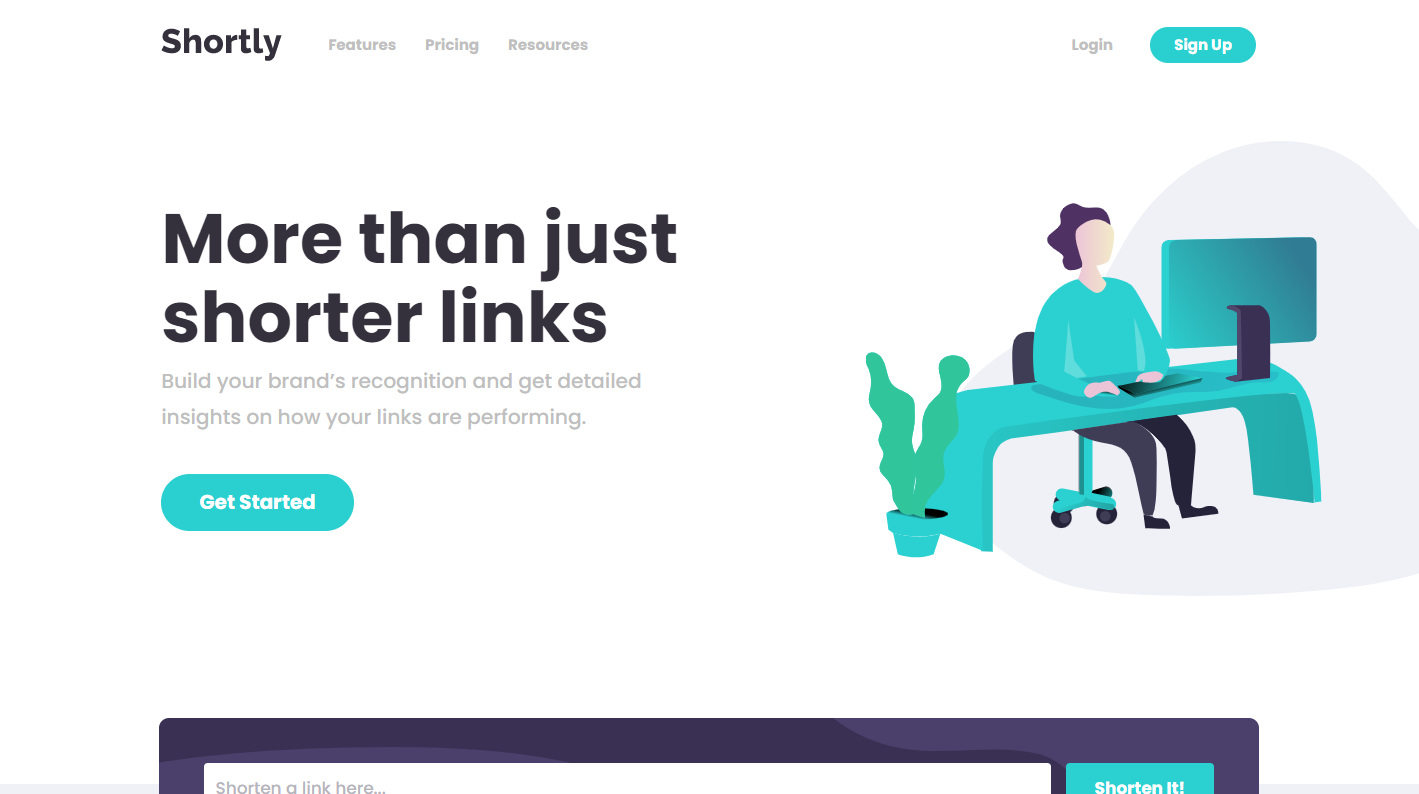 Shortly
Features
Pricing
Resources
Login
Sign Up
More than just
shorter links
Build your brand’s recognition and get detailed
insights on how your links are performing.
Get Started
Shorten a link here...
Shorten It!